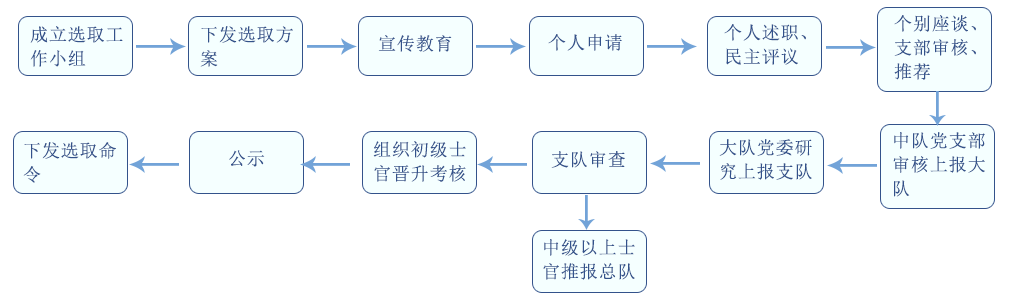 成立选取工
作小组
下发选取方
案
宣传教育
个人申请
个人述职、
民主评议
个别座谈、
支部审核、
推荐
中队党支部
审核上报大
队
大队党委研
究上报支队
支队审查
中级以上士
官推报总队
组织初级士
官晋升考核
公示
下发选取命
令